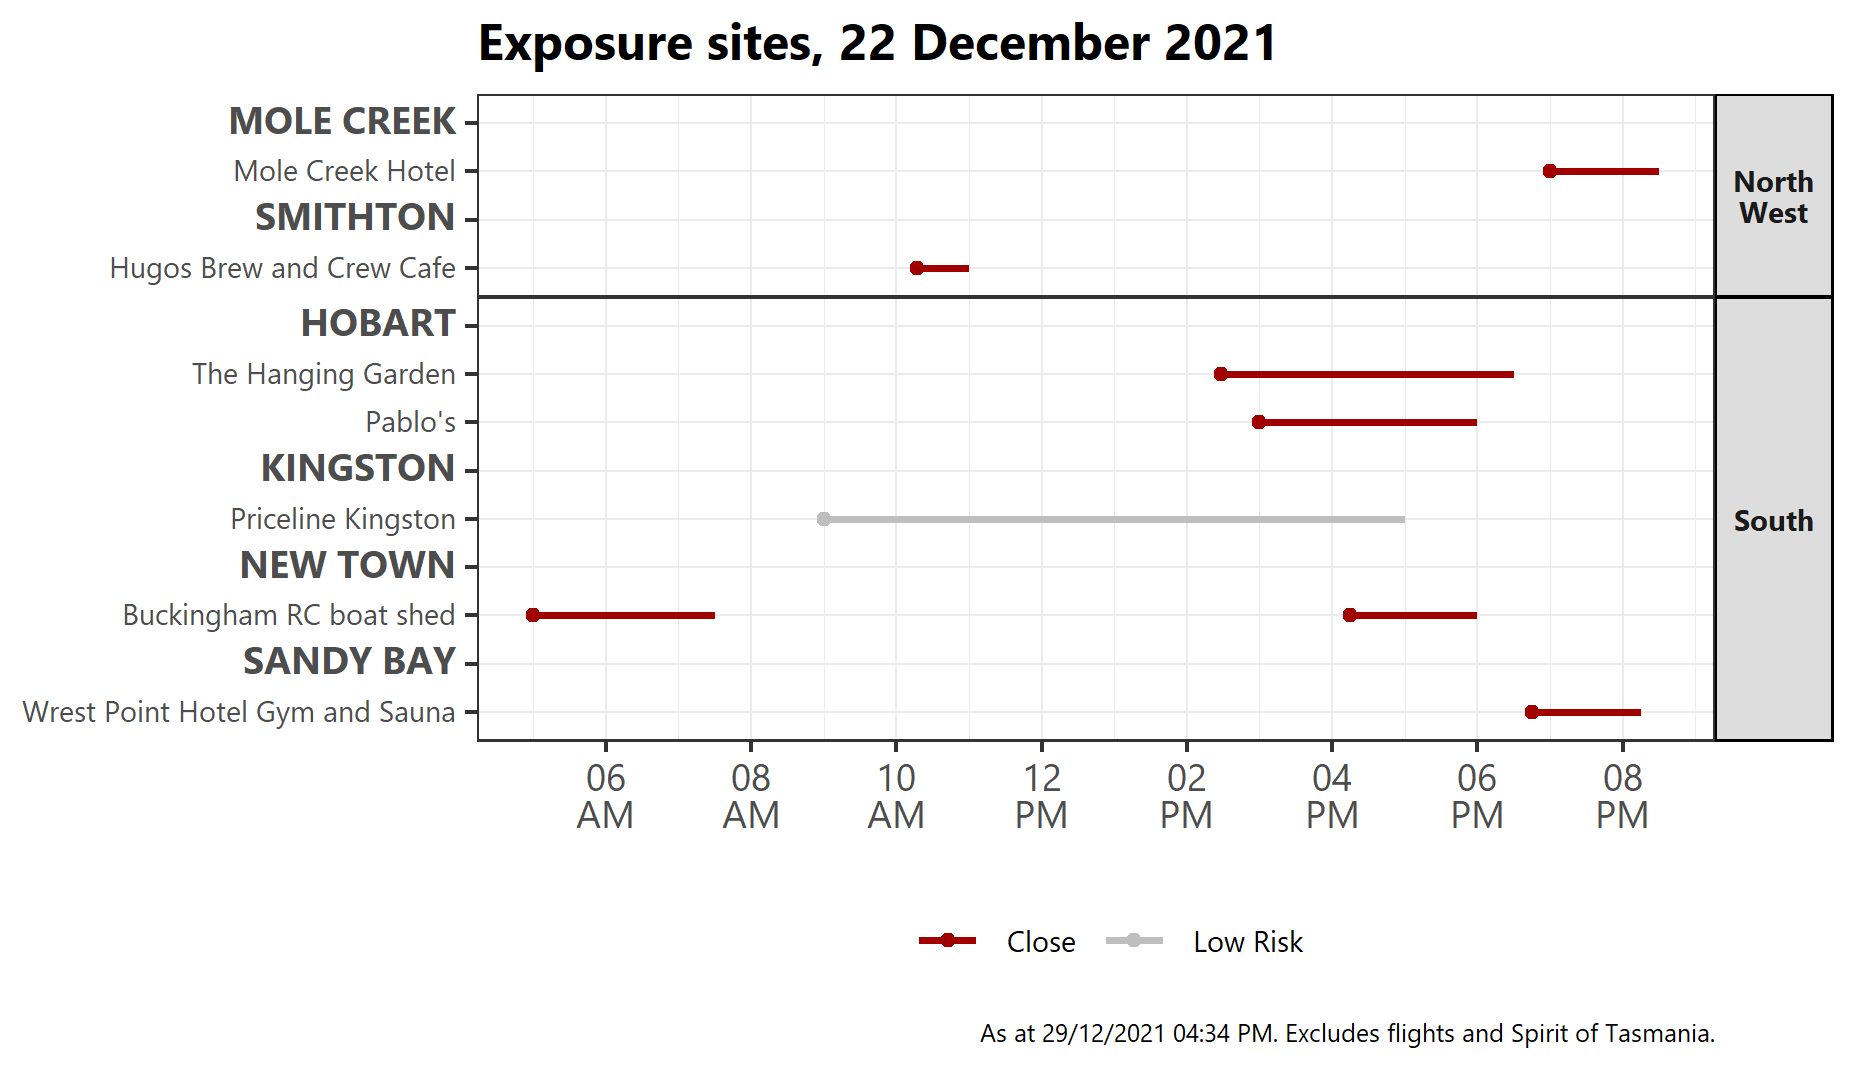 Exposure sites, 22 December 2021
MOLE CREEK
Mole Creek Hotel
SMITHTON
Hugos Brew and Crew Cafe
North
West
HOBART
The Hanging Garden
Pablo's
KINGSTON
Priceline Kingston
NEW TOWN
Buckingham RC boat shed
SANDY BAY
Wrest Point Hotel Gym and Sauna
South
06 08 10 12 02 04 06 08
AM AM AM PM PM PM PM PM
Close Low Risk
As at 29/12/2021 04:34 PM. Excludes flights and Spirit of Tasmania.